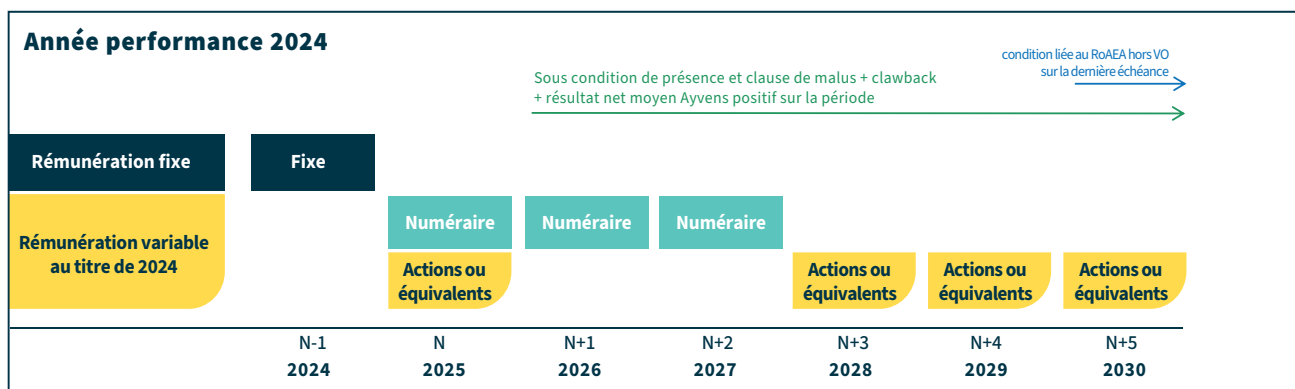 Année performance 2024
condition liée au RoAEA hors VO
sur la dernière échéance
Sous condition de présence et clause de malus + clawback
+ résultat net moyen Ayvens positif sur la période
Rémunération fixe
Fixe
Rémunération variable
au titre de 2024
Numéraire
Numéraire
Numéraire
Actions ou
équivalents
Actions ou
équivalents
Actions ou
équivalents
Actions ou
équivalents
N-1
N
N+1
N+2
N+3
N+4
N+5
2024
2025
2026
2027
2028
2029
2030